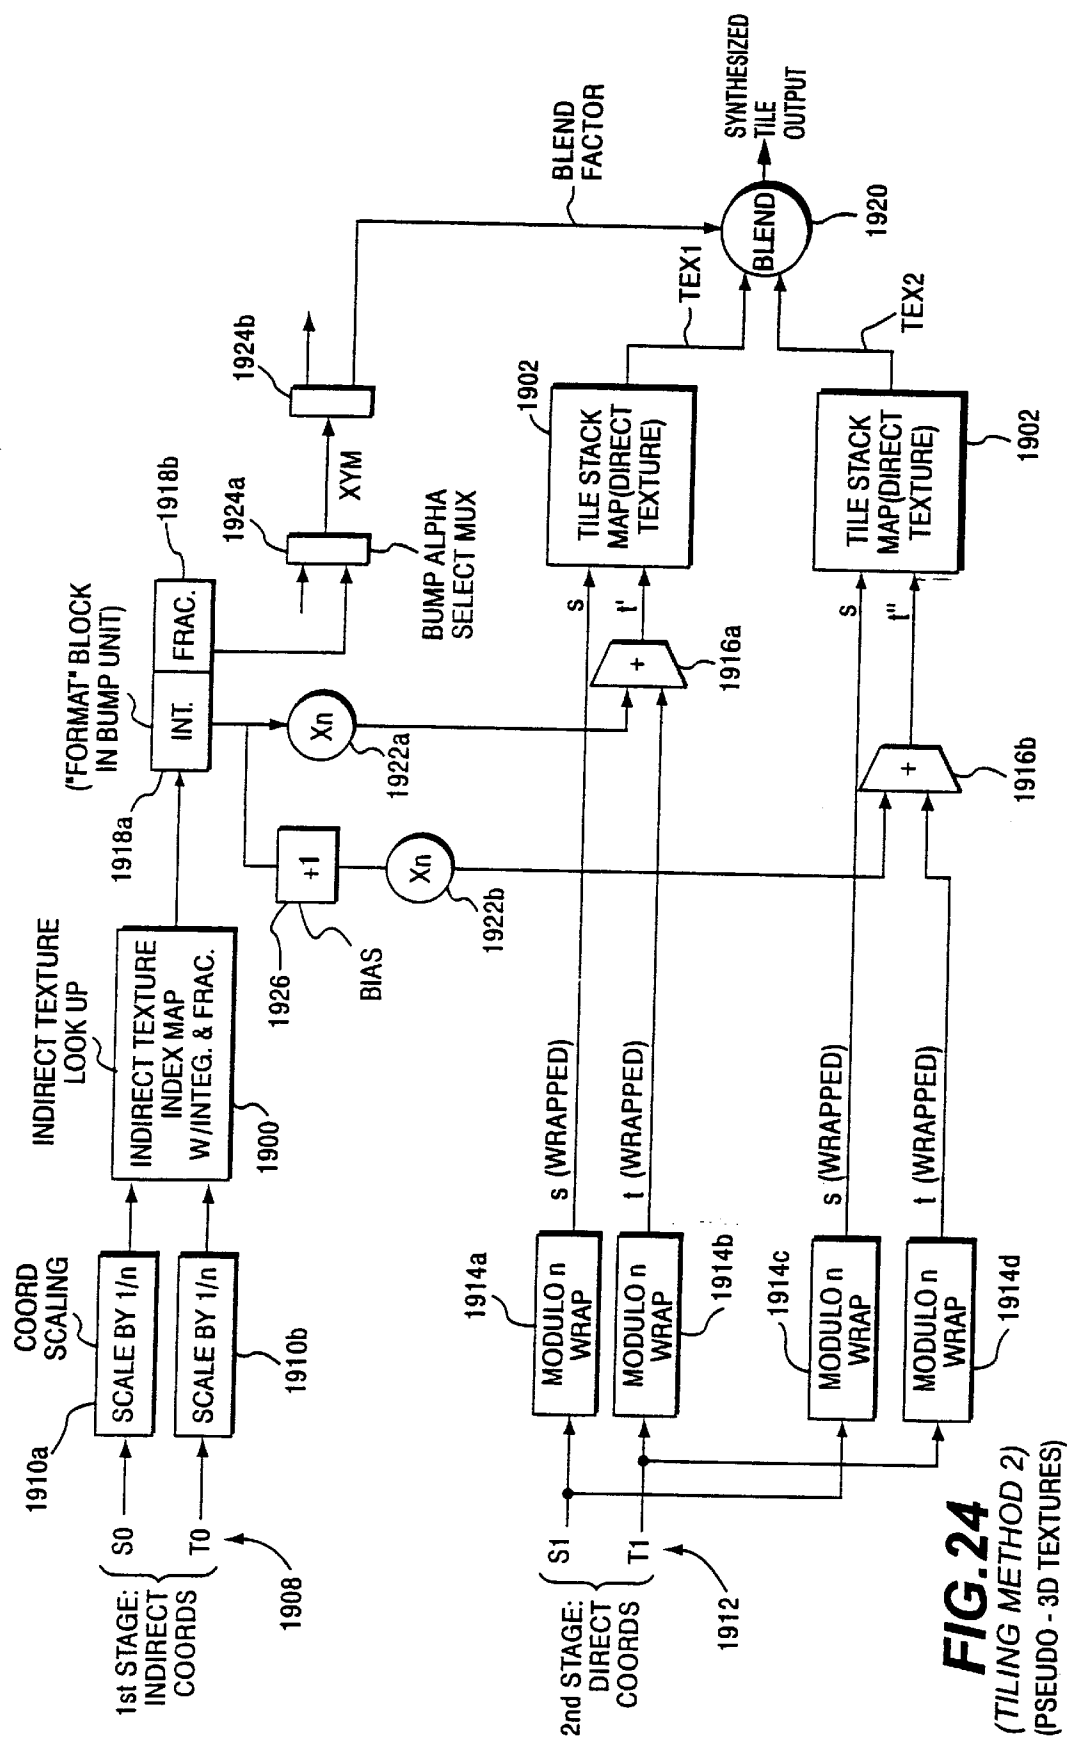 1st STAGE:
INDIRECT
COORDS
S0
T0
1908
1910a
COORD
SCALING
SCALE BY 1/n
SCALE BY 1/n
1910b
INDIRECT TEXTURE
LOOK UP
INDIRECT TEXTURE
INDEX MAP
W/INTEG. & FRAC.
1900
("FORMAT" BLOCK
IN BUMP UNIT)
1918a
INT.
FRAC.
1918b
1926
+1
BIAS
Xn
1922a
Xn
1922b
1924a
BUMP ALPHA
SELECT MUX
XYM
1924b
BLEND
FACTOR
2nd STAGE:
DIRECT
COORDS
S1
T1
1912
1914a
MODULO n
WRAP
MODULO n
WRAP
1914b
1914c
MODULO n
WRAP
MODULO n
WRAP
1914d
s (WRAPPED)
t (WRAPPED)
s (WRAPPED)
t (WRAPPED)
+
1916a
+
1916b
s
t'
s
t"
1902
TILE STACK
MAP(DIRECT
TEXTURE)
TILE STACK
MAP(DIRECT
TEXTURE)
1902
TEX1
TEX2
BLEND
1920
SYNTHESIZED
TILE
OUTPUT
FIG.24
(TILING METHOD 2)
(PSEUDO - 3D TEXTURES)